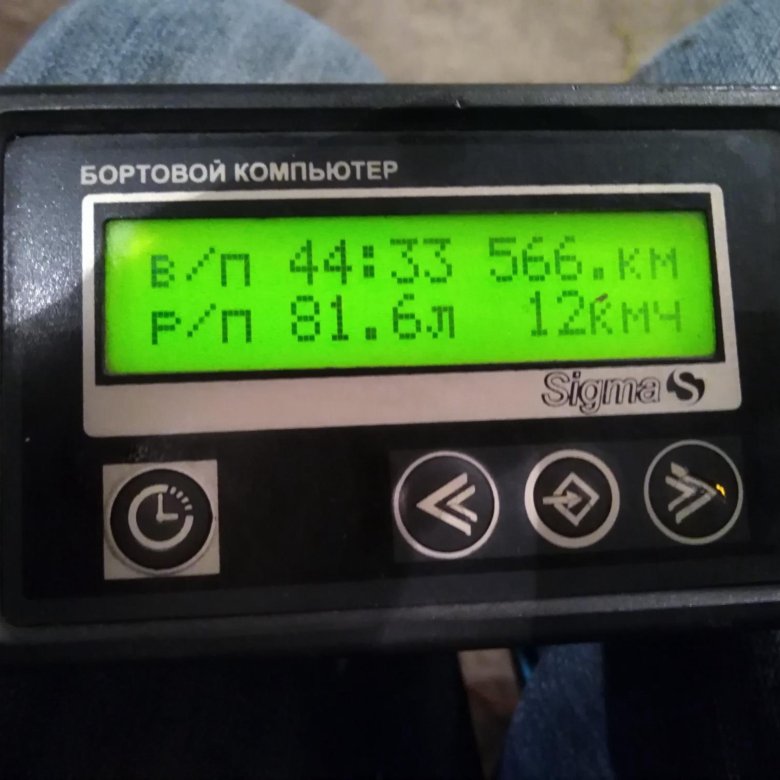 БОРТОВОЙ КОМПЬЮТЕР
в/п 44:33 566.км
р/п 81.6л 12кмч
Sigma S